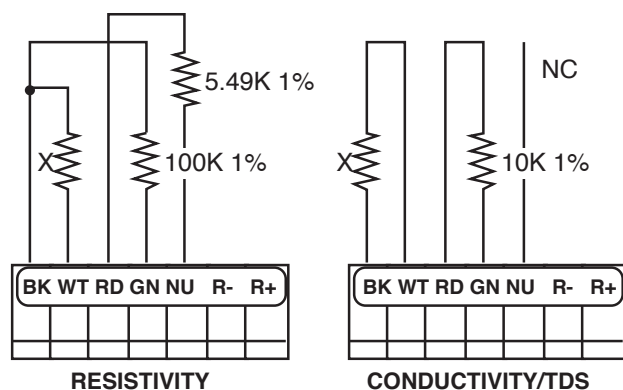 5.49K 1%
X
100K 1%
BK WT RD GN NU R- R+
RESISTIVITY
NC
X
10K 1%
BK WT RD GN NU R- R+
CONDUCTIVITY/TDS